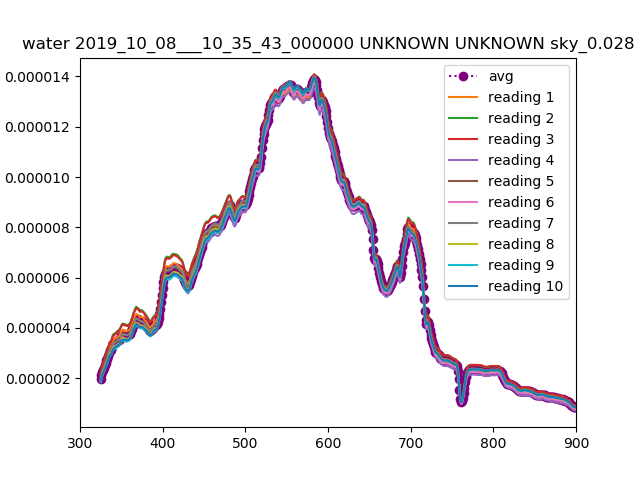 water 2019_10_08___10_35_43_000000 UNKNOWN UNKNOWN sky_0.028
0.000014
0.000012
0.000010
0.000008
0.000006
0.000004
0.000002
300 400 500 600 700 800 900
avg
reading 1
reading 2
reading 3
reading 4
reading 5
reading 6
reading 7
reading 8
reading 9
reading 10